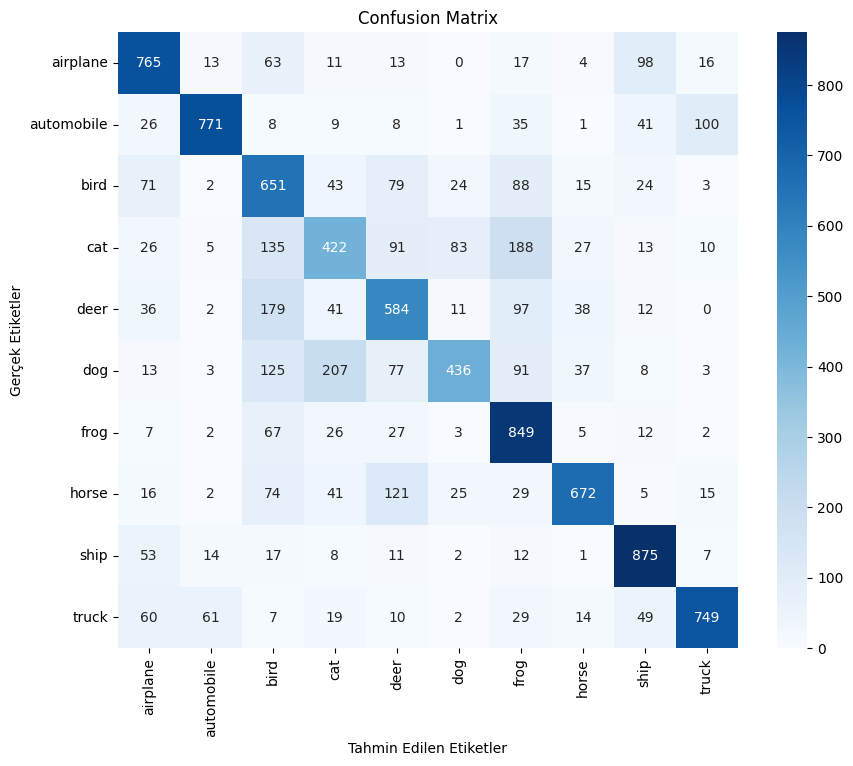 Confusion Matrix
airplane 765 13 63 11 13 0 17 4 98 16
automobile 26 771 8 9 8 1 35 1 41 100
bird 71 2 651 43 79 24 88 15 24 3
cat 26 5 135 422 91 83 188 27 13 10
deer 36 2 179 41 584 11 97 38 12 0
dog 13 3 125 207 77 436 91 37 8 3
frog 7 2 67 26 27 3 849 5 12 2
horse 16 2 74 41 121 25 29 672 5 15
ship 53 14 17 8 11 2 12 1 875 7
truck 60 61 7 19 10 2 29 14 49 749
airplane automobile bird cat deer dog frog horse ship truck
Tahmin Edilen Etiketler
Gerçek Etiketler
800
700
600
500
400
300
200
100
0